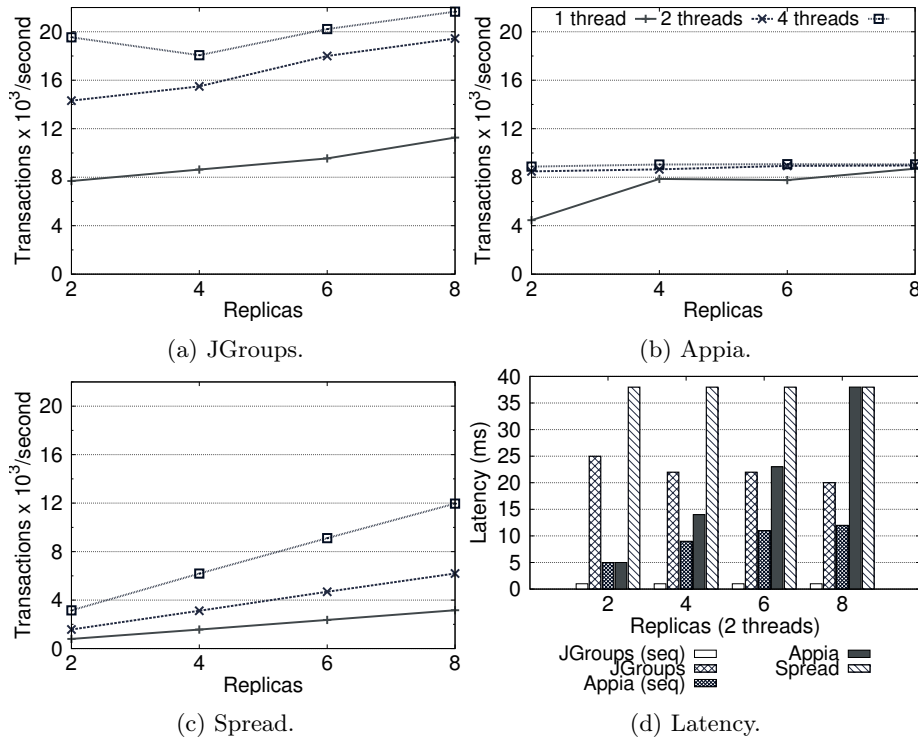 Transactions x 10³/second
20
16
12
8
4
0
2 4 6 8
Replicas
(a) JGroups.
1 thread 2 threads 4 threads
Transactions x 10³/second
20
16
12
8
4
0
2 4 6 8
Replicas
(b) Appia.
Transactions x 10³/second
20
16
12
8
4
0
2 4 6 8
Replicas
(c) Spread.
Latency (ms)
40
35
30
25
20
15
10
5
0
2 4 6 8
Replicas (2 threads)
JGroups (seq)
JGroups
Appia (seq)
Appia
Spread
(d) Latency.